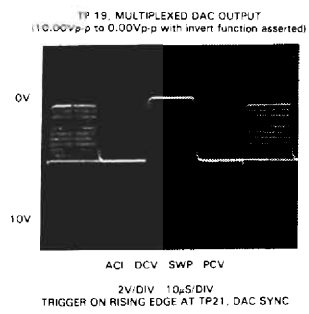 TP 19, MULTIPLEXED DAC OUTPUT
(10.00Vp-p to 0.00Vp-p with invert function asserted)
0V
10V
ACI DCV SWP PCV
2V/DIV 10µS/DIV
TRIGGER ON RISING EDGE AT TP21, DAC SYNC